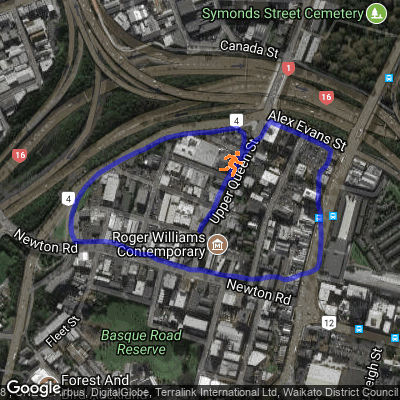 Symonds Street Cemetery
Canada St
1
16
4
Alex Evans St
16
Upper Queen St
4
Roger Williams
Contemporary
Newton Rd
Newton Rd
12
Fleet St
Basque Road
Reserve
Forest And
Google
Airbus, DigitalGlobe, Terralink International Ltd, Waikato District Council